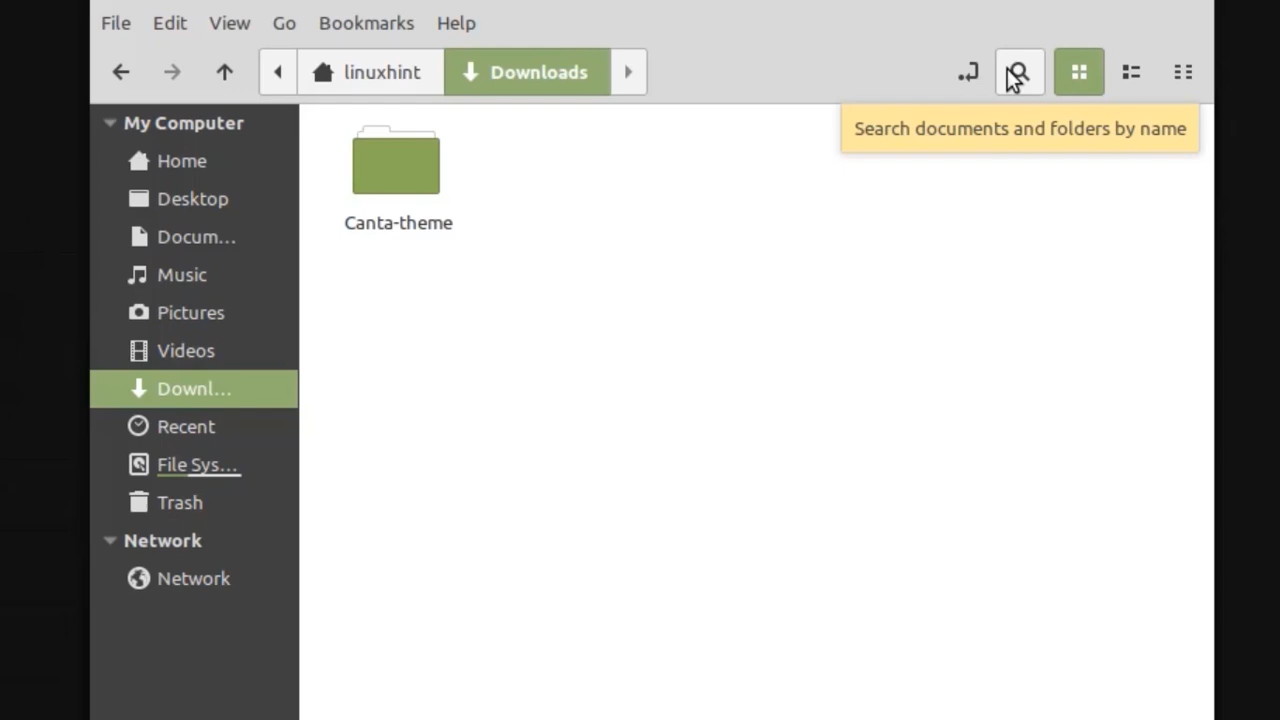 File Edit View Go Bookmarks Help
linuxhint Downloads
Search documents and folders by name
My Computer
Home
Desktop
Docum...
Music
Pictures
Videos
Downl...
Recent
File Sys...
Trash
Network
Network
Canta-theme